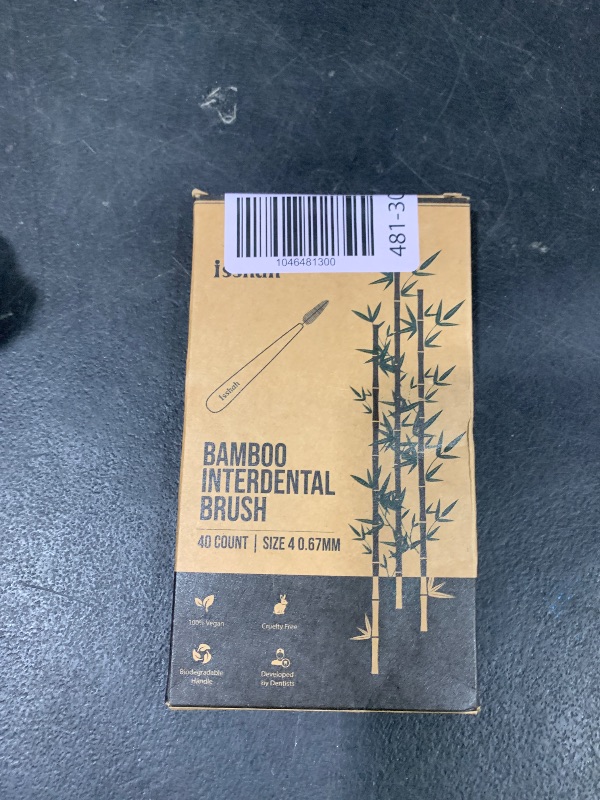 1046481300
481-30
isshah
isshah
BAMBOO
INTERDENTAL
BRUSH
40 COUNT | SIZE 4 0.67MM
100% Vegan
Cruelty Free
Biodegradable
Handle
Developed
by Dentists